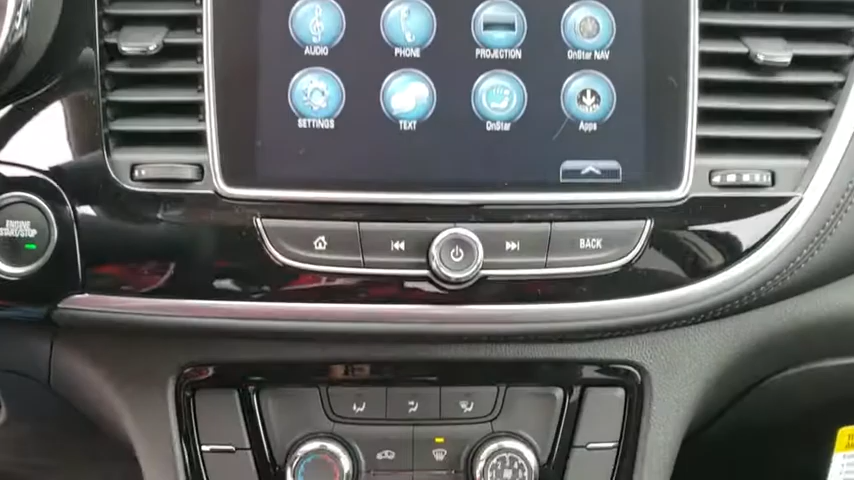 AUDIO PHONE PROJECTION OnStar NAV
SETTINGS TEXT OnStar Apps
ENGINE
START/STOP
BACK